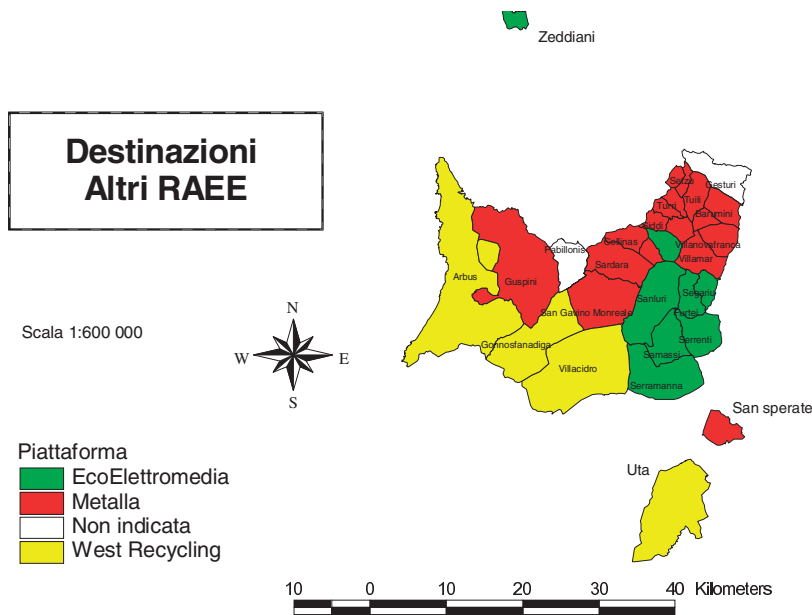 Zeddiani
Destinazioni
Altri RAEE
Setzu
Gesturi
Tuili
Turri
Barumini
Siddi
Villanovafranca
Collinas
Pabillonis
Villamar
Sardara
Arbus
Guspini
Segariu
Sanluri
San Gavino Monreale
Furtei
Scala 1:600 000
N
W
E
S
Serrenti
Gonnosfanadiga
Samassi
Villacidro
Serramanna
San sperate
Piattaforma
EcoElettromedia
Metalla
Non indicata
West Recycling
Uta
10 0 10 20 30 40 Kilometers